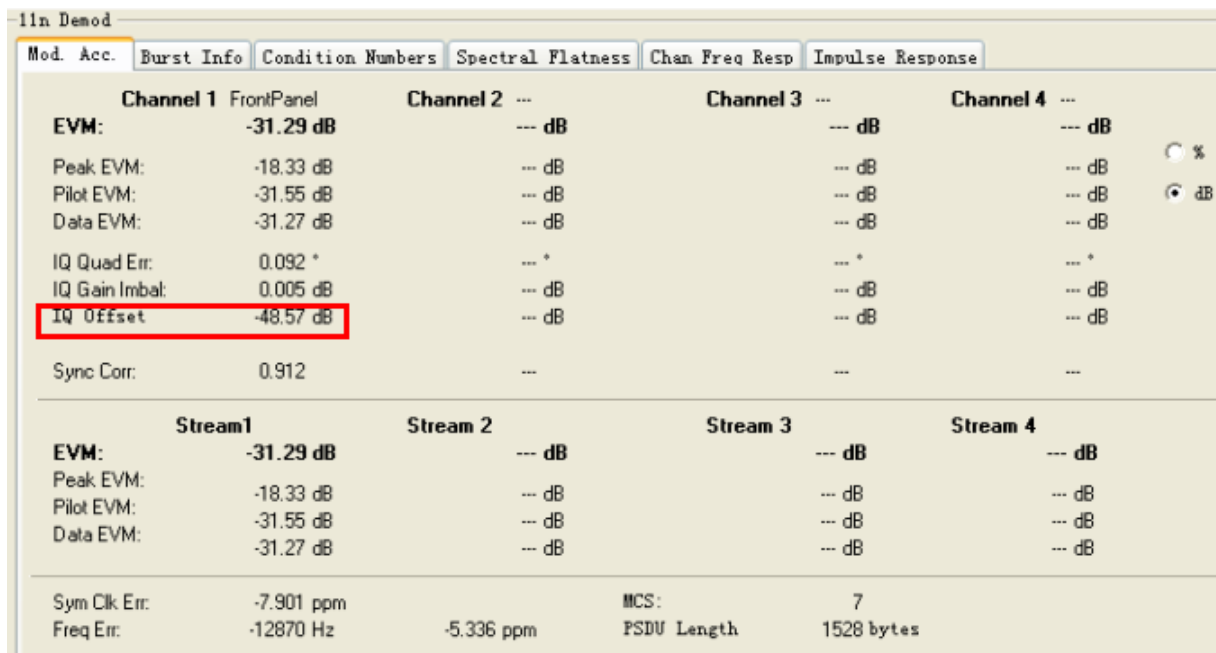 11n Demod
Mod. Acc. Burst Info Condition Numbers Spectral Flatness Chan Freq Resp Impulse Response
Channel 1 FrontPanel Channel 2 --- Channel 3 --- Channel 4 ---
EVM: -31.29 dB --- dB --- dB --- dB
%
Peak EVM: -18.33 dB --- dB --- dB --- dB
Pilot EVM: -31.55 dB --- dB --- dB --- dB dB
Data EVM: -31.27 dB --- dB --- dB --- dB
IQ Quad Err: 0.092 ° --- ° --- ° --- °
IQ Gain Imbal: 0.005 dB --- dB --- dB --- dB
IQ Offset -48.57 dB --- dB --- dB --- dB
Sync Corr: 0.912 --- --- ---
Stream1 Stream 2 Stream 3 Stream 4
EVM: -31.29 dB --- dB --- dB --- dB
Peak EVM: -18.33 dB --- dB --- dB --- dB
Pilot EVM: -31.55 dB --- dB --- dB --- dB
Data EVM: -31.27 dB --- dB --- dB --- dB
Sym Clk Err: -7.901 ppm MCS: 7
Freq Err: -12870 Hz -5.336 ppm PSDU Length 1528 bytes